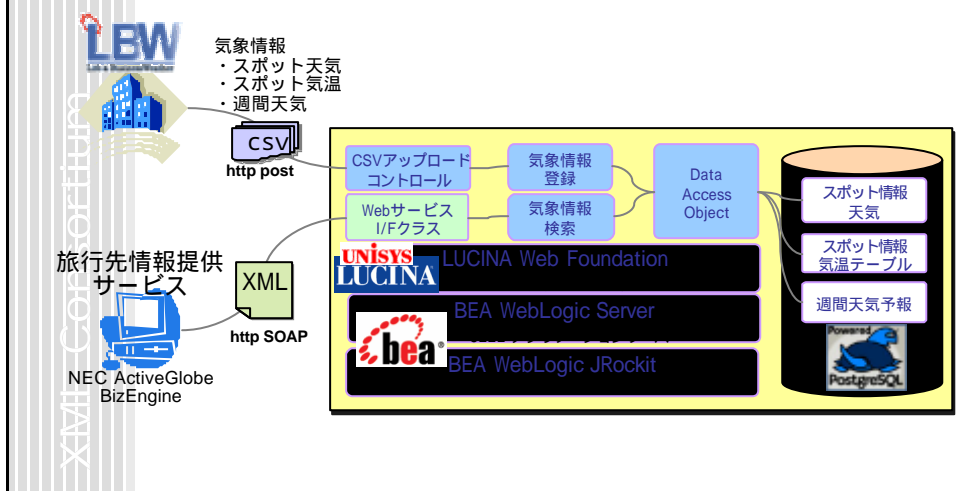 LBW
Life & Business Weather
気象情報
・スポット天気
・スポット気温
・週間天気
CSV
http post
旅行先情報提供
サービス
XML
http SOAP
NEC ActiveGlobe
BizEngine
CSVアップロード
コントロール
気象情報
登録
Data
Access
Object
Webサービス
I/Fクラス
気象情報
検索
UNISYS
LUCINA
LUCINA Web Foundation
BEA WebLogic Server
bea
BEA WebLogic JRockit
スポット情報
天気
スポット情報
気温テーブル
週間天気予報
Powered
PostgreSQL
XML Consortium